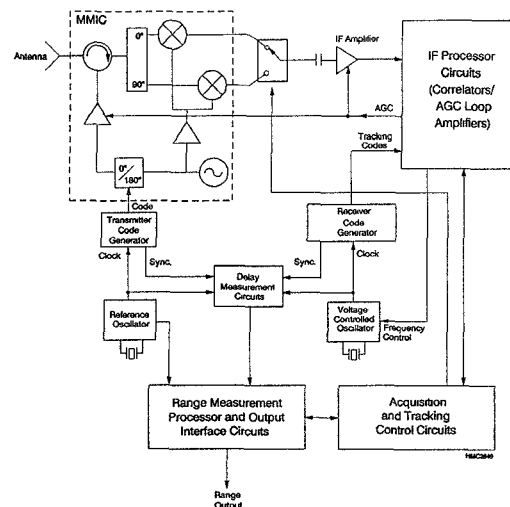 MMIC
Antenna
0°
90°
IF Amplifier
IF Processor
Circuits
(Correlators/
AGC Loop
Amplifiers)
AGC
Tracking
Codes
0°
180°
Code
Transmitter
Code
Generator
Receiver
Code Generator
Clock
Sync.
Sync.
Clock
Delay
Measurement
Circuits
Reference
Oscilator
Voltage
Controlled
Oscilator
Frequency
Control
Range Measurement
Processor and Output
Interface Circuits
Acquisition
and Tracking
Control Circuits
Range
Output